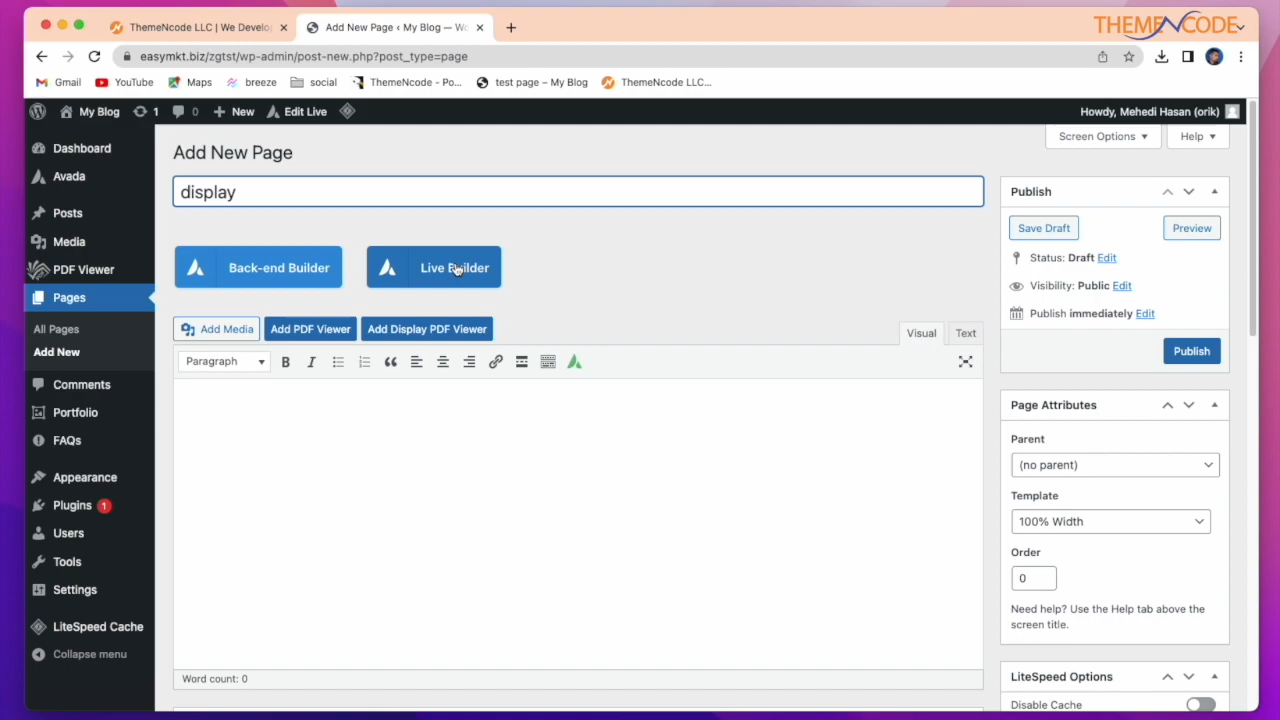 THEMENCODE
ThemeNcode LLC | We Develo
Add New Page ‹ My Blog — Wo
easymkt.biz/zgtst/wp-admin/post-new.php?post_type=page
Gmail
YouTube
Maps
breeze
social
ThemeNcode - Po...
test page – My Blog
ThemeNcode LLC...
My Blog
1
0
New
Edit Live
Howdy, Mehedi Hasan (orik)
Screen Options
Help
Dashboard
Avada
Posts
Media
PDF Viewer
Pages
All Pages
Add New
Comments
Portfolio
FAQs
Appearance
Plugins 1
Users
Tools
Settings
LiteSpeed Cache
Collapse menu
Add New Page
display
Back-end Builder
Live Builder
Add Media
Add PDF Viewer
Add Display PDF Viewer
Visual
Text
Paragraph
Word count: 0
Publish
Save Draft
Preview
Status: Draft Edit
Visibility: Public Edit
Publish immediately Edit
Publish
Page Attributes
Parent
(no parent)
Template
100% Width
Order
0
Need help? Use the Help tab above the
screen title.
LiteSpeed Options
Disable Cache